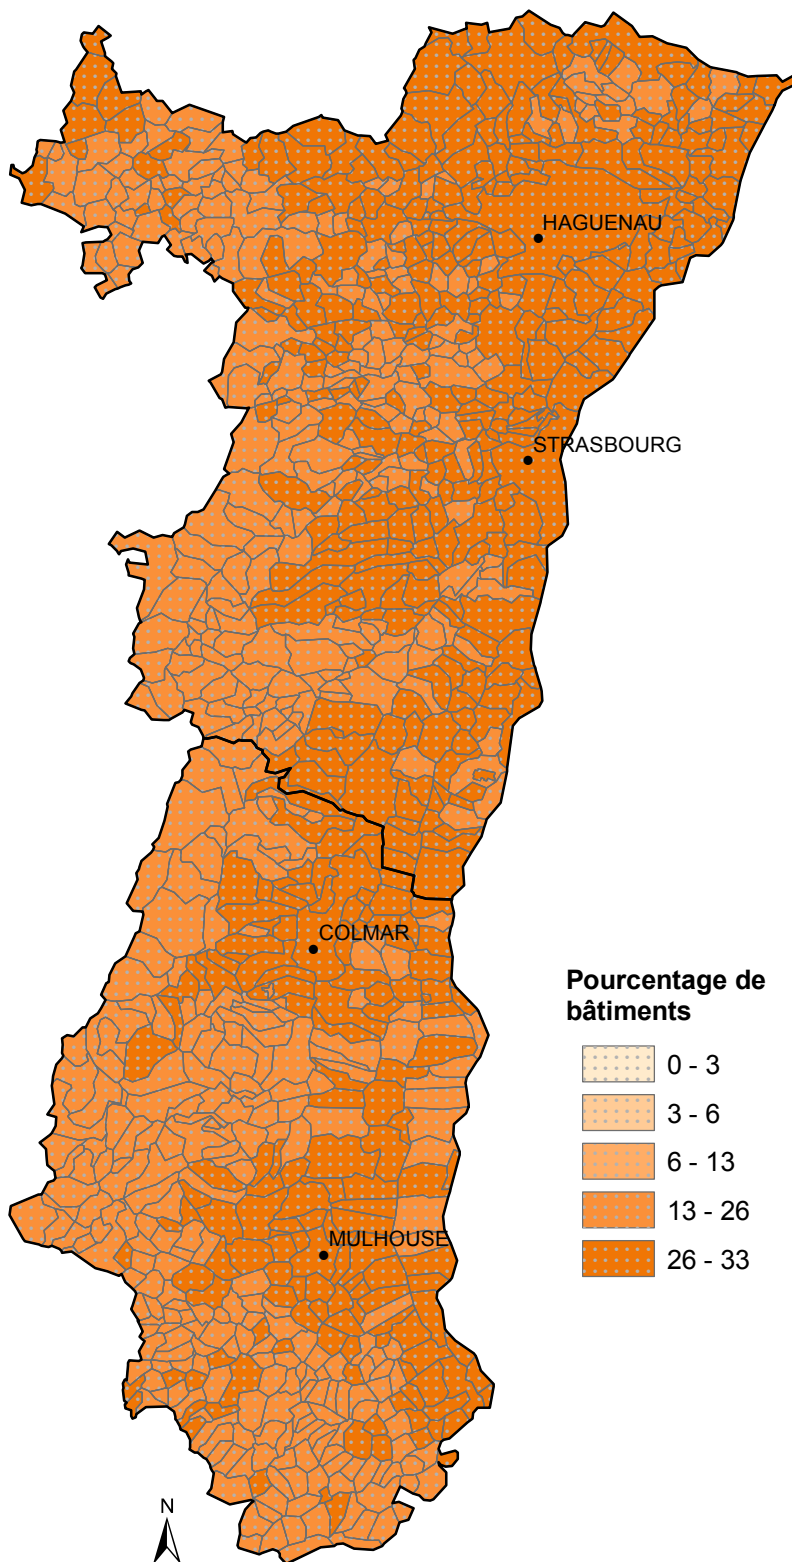 HAGUENAU
STRASBOURG
COLMAR
Pourcentage de
bâtiments
0 - 3
3 - 6
6 - 13
13 - 26
26 - 33
MULHOUSE
N